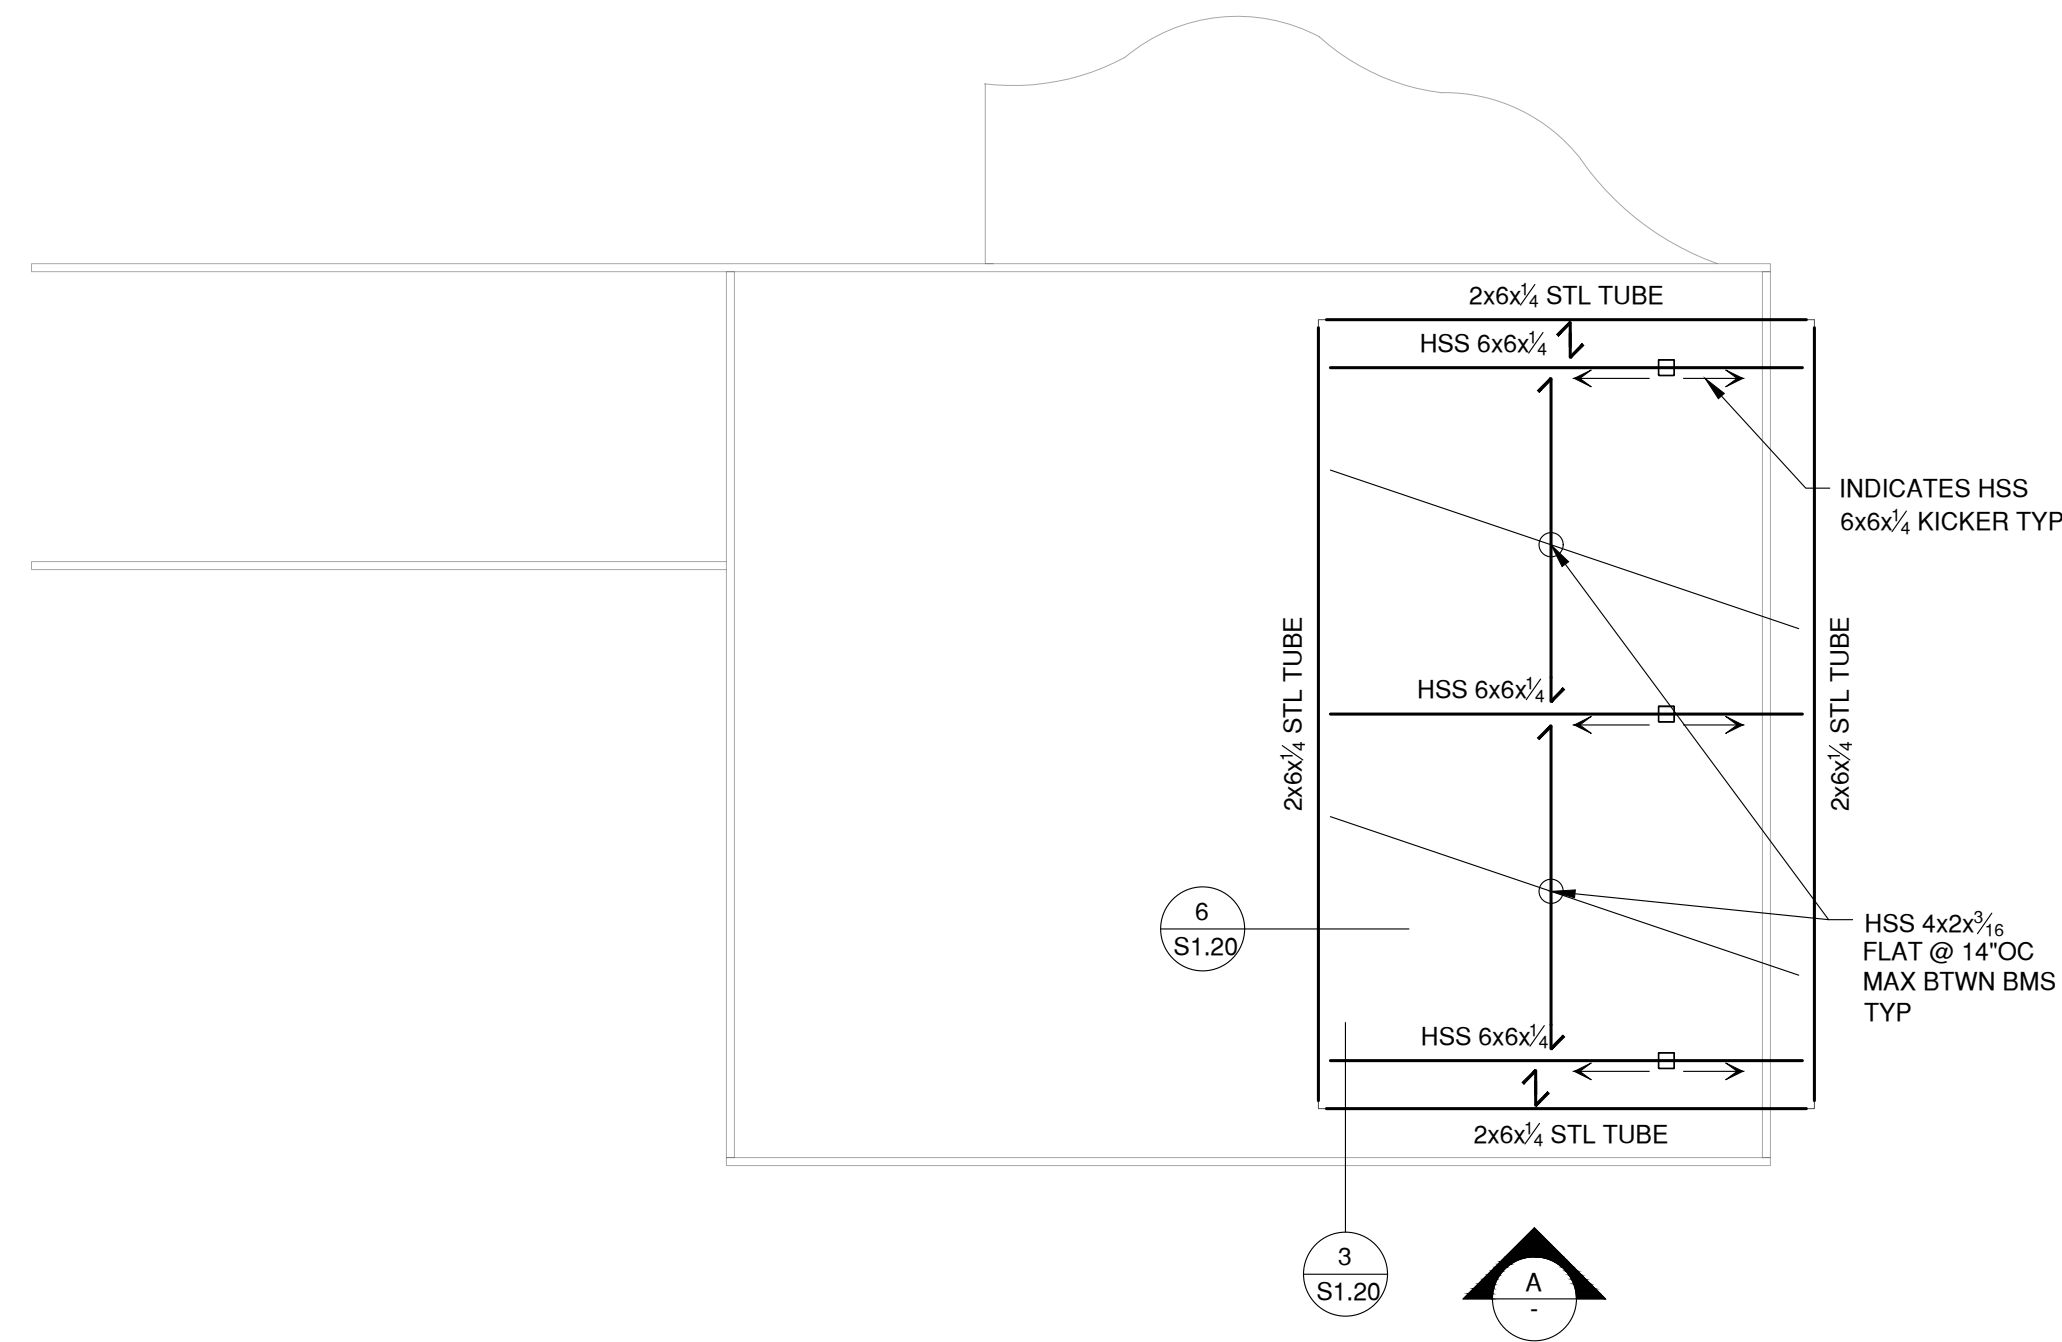 2x6x¼ STL TUBE
HSS 6x6x¼
INDICATES HSS
6x6x¼ KICKER TYP
2x6x¼ STL TUBE
2x6x¼ STL TUBE
HSS 6x6x¼
6
S1.20
HSS 4x2x³⁄₁₆
FLAT @ 14"OC
MAX BTWN BMS
TYP
HSS 6x6x¼
2x6x¼ STL TUBE
3
S1.20
A
-